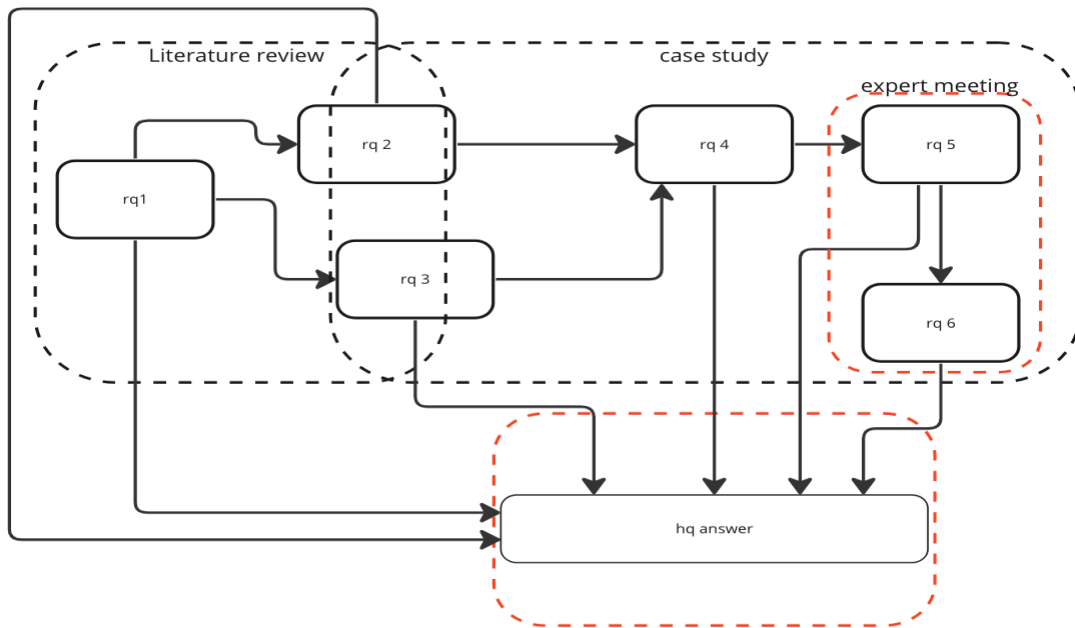 Literature review
case study
expert meeting
rq 2
rq 4
rq 5
rq1
rq 3
rq 6
hq answer